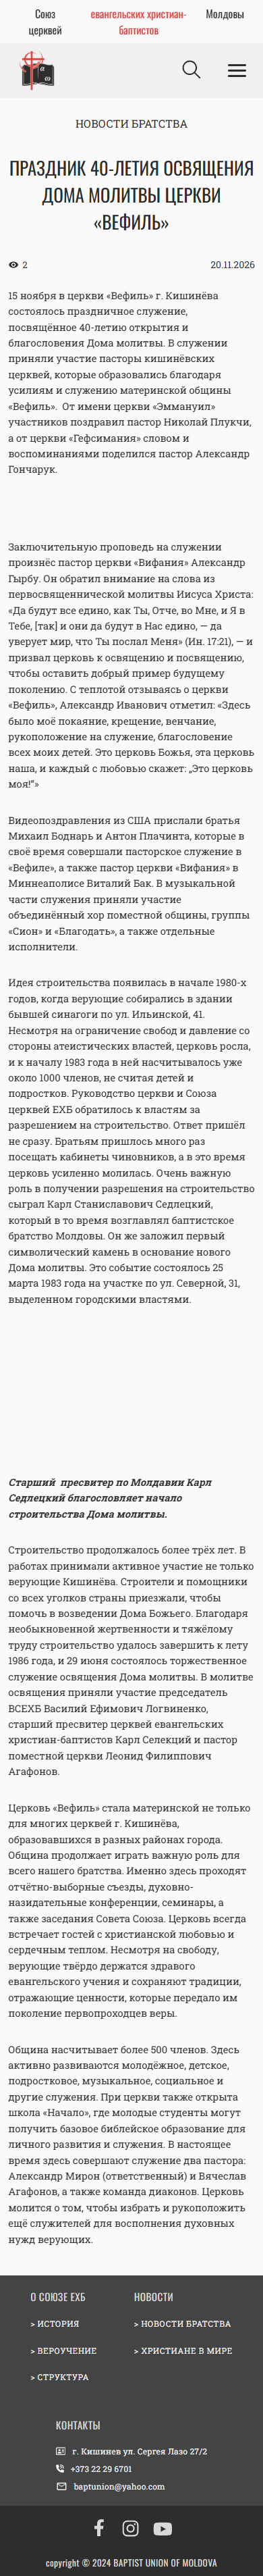 Союз церквей
евангельских христиан-баптистов
Молдовы
НОВОСТИ БРАТСТВА
ПРАЗДНИК 40-ЛЕТИЯ ОСВЯЩЕНИЯ
ДОМА МОЛИТВЫ ЦЕРКВИ
«ВЕФИЛЬ»
2
20.11.2026
15 ноября в церкви «Вефиль» г. Кишинёва
состоялось праздничное служение,
посвящённое 40-летию открытия и
благословения Дома молитвы. В служении
приняли участие пасторы кишинёвских
церквей, которые образовались благодаря
усилиям и служению материнской общины
«Вефиль».  От имени церкви «Эммануил»
участников поздравил пастор Николай Плукчи,
а от церкви «Гефсимания» словом и
воспоминаниями поделился пастор Александр
Гончарук.
Заключительную проповедь на служении
произнёс пастор церкви «Вифания» Александр
Гырбу. Он обратил внимание на слова из
первосвященнической молитвы Иисуса Христа:
«Да будут все едино, как Ты, Отче, во Мне, и Я в
Тебе, [так] и они да будут в Нас едино, — да
уверует мир, что Ты послал Меня» (Ин. 17:21), — и
призвал церковь к освящению и посвящению,
чтобы оставить добрый пример будущему
поколению. С теплотой отзываясь о церкви
«Вефиль», Александр Иванович отметил: «Здесь
было моё покаяние, крещение, венчание,
рукоположение на служение, благословение
всех моих детей. Это церковь Божья, эта церковь
наша, и каждый с любовью скажет: „Это церковь
моя!"»
Видеопоздравления из США прислали братья
Михаил Боднарь и Антон Плачинта, которые в
своё время совершали пасторское служение в
«Вефиле», а также пастор церкви «Вифания» в
Миннеаполисе Виталий Бак. В музыкальной
части служения приняли участие
объединённый хор поместной общины, группы
«Сион» и «Благодать», а также отдельные
исполнители.
Идея строительства появилась в начале 1980-х
годов, когда верующие собирались в здании
бывшей синагоги по ул. Ильинской, 41.
Несмотря на ограничение свобод и давление со
стороны атеистических властей, церковь росла,
и к началу 1983 года в ней насчитывалось уже
около 1000 членов, не считая детей и
подростков. Руководство церкви и Союза
церквей ЕХБ обратилось к властям за
разрешением на строительство. Ответ пришёл
не сразу. Братьям пришлось много раз
посещать кабинеты чиновников, а в это время
церковь усиленно молилась. Очень важную
роль в получении разрешения на строительство
сыграл Карл Станиславович Седлецкий,
который в то время возглавлял баптистское
братство Молдовы. Он же заложил первый
символический камень в основание нового
Дома молитвы. Это событие состоялось 25
марта 1983 года на участке по ул. Северной, 31,
выделенном городскими властями.
Старший  пресвитер по Молдавии Карл
Седлецкий благословляет начало
строительства Дома молитвы.
Строительство продолжалось более трёх лет. В
работах принимали активное участие не только
верующие Кишинёва. Строители и помощники
со всех уголков страны приезжали, чтобы
помочь в возведении Дома Божьего. Благодаря
необыкновенной жертвенности и тяжёлому
труду строительство удалось завершить к лету
1986 года, и 29 июня состоялось торжественное
служение освящения Дома молитвы. В молитве
освящения приняли участие председатель
ВСЕХБ Василий Ефимович Логвиненко,
старший пресвитер церквей евангельских
христиан-баптистов Карл Селецкий и пастор
поместной церкви Леонид Филиппович
Агафонов.
Церковь «Вефиль» стала материнской не только
для многих церквей г. Кишинёва,
образовавшихся в разных районах города.
Община продолжает играть важную роль для
всего нашего братства. Именно здесь проходят
отчётно-выборные съезды, духовно-
назидательные конференции, семинары, а
также заседания Совета Союза. Церковь всегда
встречает гостей с христианской любовью и
сердечным теплом. Несмотря на свободу,
верующие твёрдо держатся здравого
евангельского учения и сохраняют традиции,
отражающие ценности, которые передало им
поколение первопроходцев веры.
Община насчитывает более 500 членов. Здесь
активно развиваются молодёжное, детское,
подростковое, музыкальное, социальное и
другие служения. При церкви также открыта
школа «Начало», где молодые студенты могут
получить базовое библейское образование для
личного развития и служения. В настоящее
время здесь совершают служение два пастора:
Александр Мирон (ответственный) и Вячеслав
Агафонов, а также команда диаконов. Церковь
молится о том, чтобы избрать и рукоположить
ещё служителей для восполнения духовных
нужд верующих.
О СОЮЗЕ ЕХБ
> ИСТОРИЯ
> ВЕРОУЧЕНИЕ
> СТРУКТУРА
НОВОСТИ
> НОВОСТИ БРАТСТВА
> ХРИСТИАНЕ В МИРЕ
КОНТАКТЫ
г. Кишинев ул. Сергея Лазо 27/2
+373 22 29 6701
baptunion@yahoo.com
copyright © 2024 BAPTIST UNION OF MOLDOVA